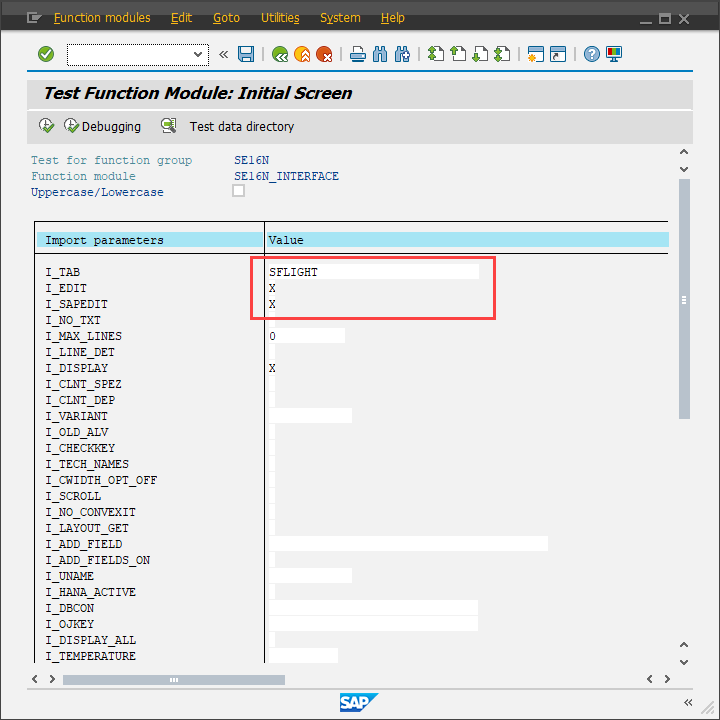 Function modules Edit Goto Utilities System Help
Test Function Module: Initial Screen
Debugging Test data directory
Test for function group SE16N
Function module SE16N_INTERFACE
Uppercase/Lowercase
Import parameters Value
I_TAB SFLIGHT
I_EDIT X
I_SAPEDIT X
I_NO_TXT
I_MAX_LINES 0
I_LINE_DET
I_DISPLAY X
I_CLNT_SPEZ
I_CLNT_DEP
I_VARIANT
I_OLD_ALV
I_CHECKKEY
I_TECH_NAMES
I_CWIDTH_OPT_OFF
I_SCROLL
I_NO_CONVEXIT
I_LAYOUT_GET
I_ADD_FIELD
I_ADD_FIELDS_ON
I_UNAME
I_HANA_ACTIVE
I_DBCON
I_OJKEY
I_DISPLAY_ALL
I_TEMPERATURE
SAP